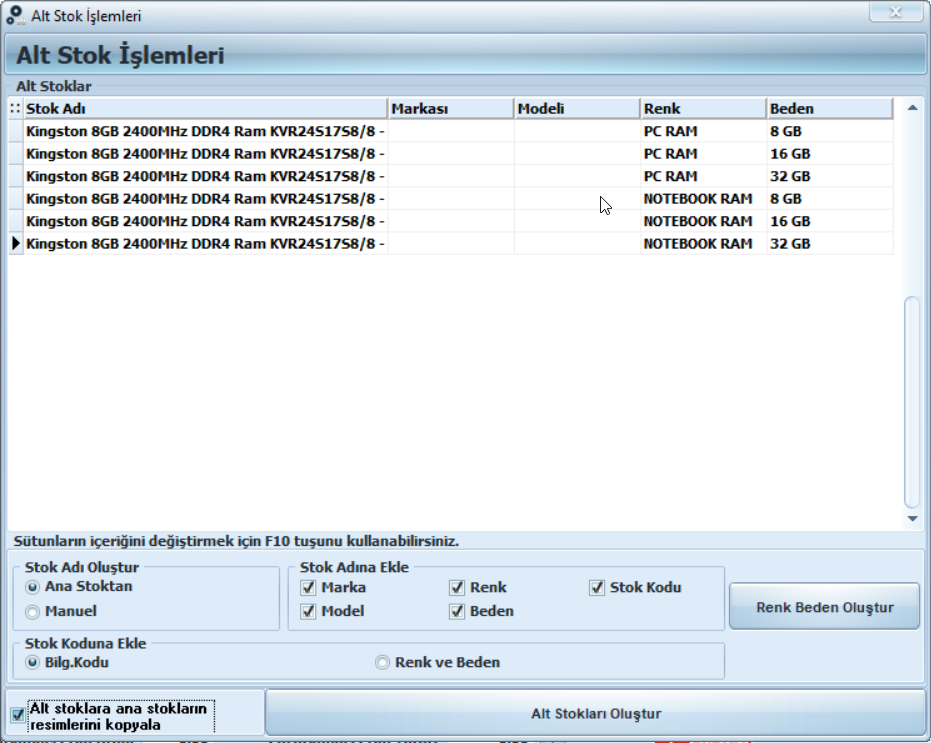 Alt Stok İşlemleri
Alt Stok İşlemleri
Alt Stoklar
Stok Adı Markası Modeli Renk Beden
Kingston 8GB 2400MHz DDR4 Ram KVR24S17S8/8 - PC RAM 8 GB
Kingston 8GB 2400MHz DDR4 Ram KVR24S17S8/8 - PC RAM 16 GB
Kingston 8GB 2400MHz DDR4 Ram KVR24S17S8/8 - PC RAM 32 GB
Kingston 8GB 2400MHz DDR4 Ram KVR24S17S8/8 - NOTEBOOK RAM 8 GB
Kingston 8GB 2400MHz DDR4 Ram KVR24S17S8/8 - NOTEBOOK RAM 16 GB
Kingston 8GB 2400MHz DDR4 Ram KVR24S17S8/8 - NOTEBOOK RAM 32 GB
Sütunların içeriğini değiştirmek için F10 tuşunu kullanabilirsiniz.
Stok Adı Oluştur Stok Adına Ekle
Ana Stoktan Marka Renk Stok Kodu
Manuel Model Beden
Renk Beden Oluştur
Stok Koduna Ekle
Bilg.Kodu Renk ve Beden
Alt stoklara ana stokların
resimlerini kopyala
Alt Stokları Oluştur